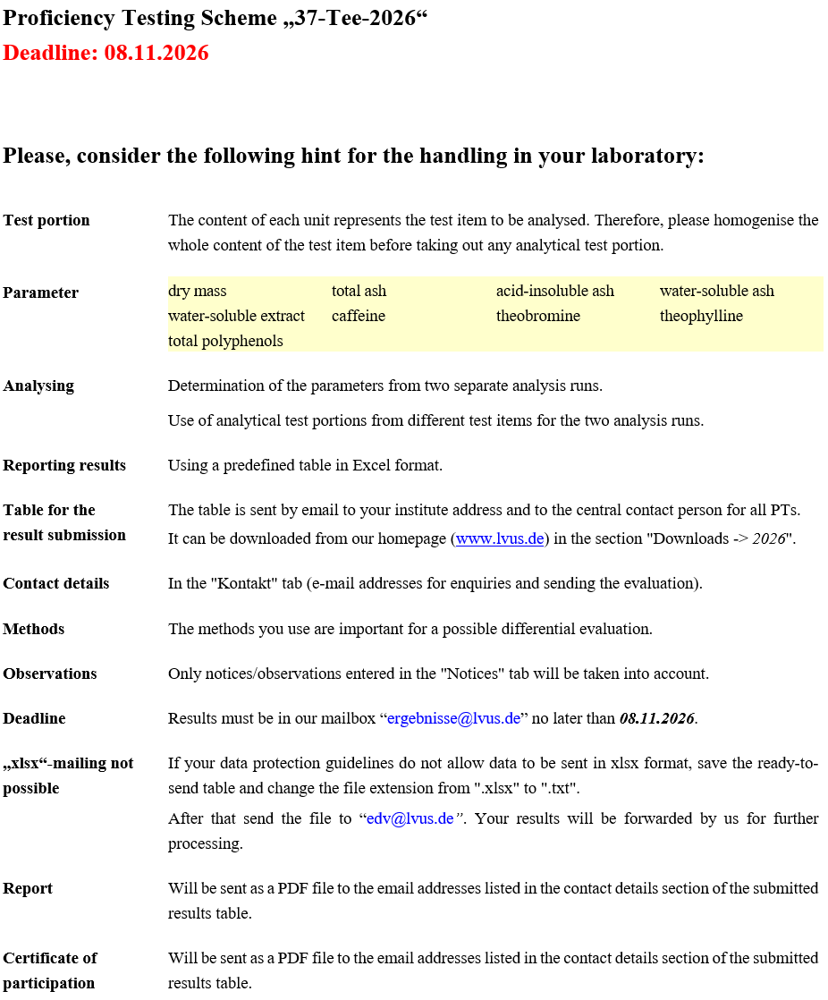 Proficiency Testing Scheme „37-Tee-2026“
Deadline: 08.11.2026
Please, consider the following hint for the handling in your laboratory:
Test portion
The content of each unit represents the test item to be analysed. Therefore, please homogenise the
whole content of the test item before taking out any analytical test portion.
Parameter
dry mass total ash acid-insoluble ash water-soluble ash
water-soluble extract caffeine theobromine theophylline
total polyphenols
Analysing
Determination of the parameters from two separate analysis runs.
Use of analytical test portions from different test items for the two analysis runs.
Reporting results
Using a predefined table in Excel format.
Table for the
result submission
The table is sent by email to your institute address and to the central contact person for all PTs.
It can be downloaded from our homepage (www.lvus.de) in the section "Downloads -> 2026".
Contact details
In the "Kontakt" tab (e-mail addresses for enquiries and sending the evaluation).
Methods
The methods you use are important for a possible differential evaluation.
Observations
Only notices/observations entered in the "Notices" tab will be taken into account.
Deadline
Results must be in our mailbox “ergebnisse@lvus.de” no later than 08.11.2026.
„xlsx“-mailing not
possible
If your data protection guidelines do not allow data to be sent in xlsx format, save the ready-to-
send table and change the file extension from ".xlsx" to ".txt".
After that send the file to “edv@lvus.de”. Your results will be forwarded by us for further
processing.
Report
Will be sent as a PDF file to the email addresses listed in the contact details section of the submitted
results table.
Certificate of
participation
Will be sent as a PDF file to the email addresses listed in the contact details section of the submitted
results table.